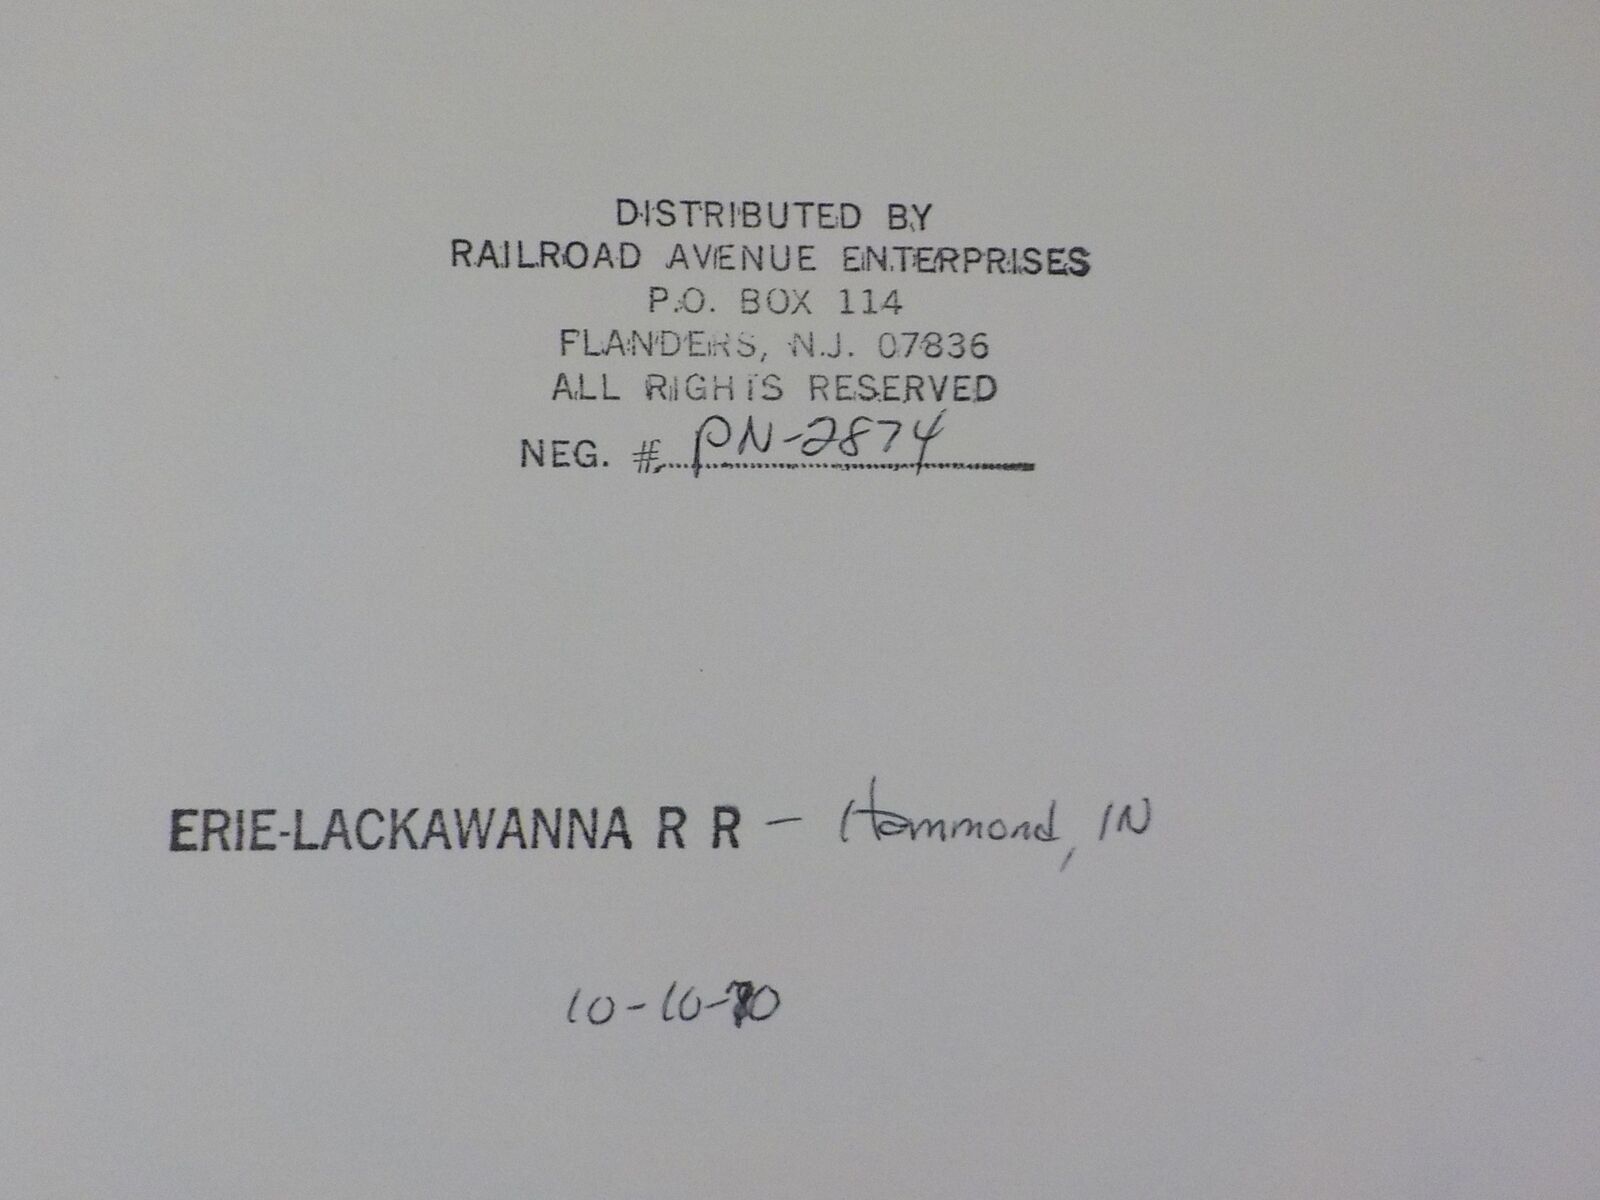 DISTRIBUTED BY
RAILROAD AVENUE ENTERPRISES
P.O. BOX 114
FLANDERS, N.J. 07836
ALL RIGHTS RESERVED
NEG. # PN-2874
ERIE-LACKAWANNA R R - Hammond, IN
10-10-70